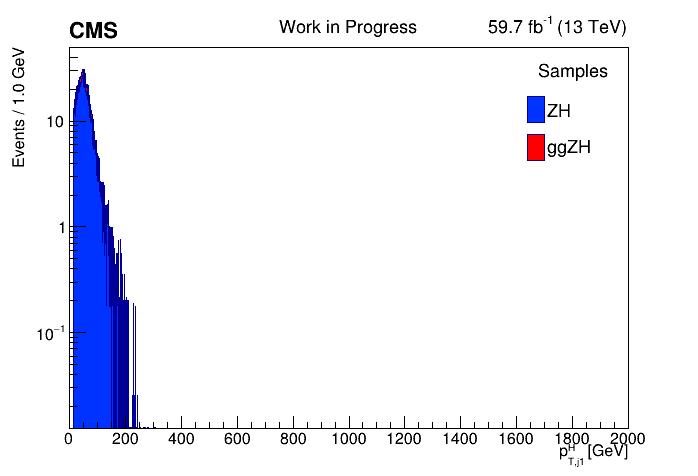 CMS Work in Progress 59.7 fb⁻¹ (13 TeV)
Events / 1.0 GeV
Samples
ZH
ggZH
10
1
10⁻¹
0 200 400 600 800 1000 1200 1400 1600 1800 2000
p^H_T,j1 [GeV]